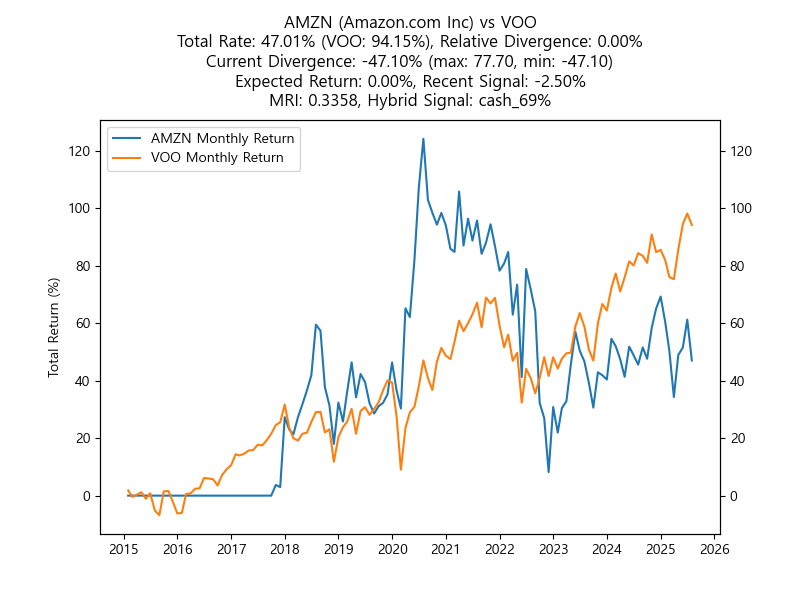 AMZN (Amazon.com Inc) vs VOO
Total Rate: 47.01% (VOO: 94.15%), Relative Divergence: 0.00%
Current Divergence: -47.10% (max: 77.70, min: -47.10)
Expected Return: 0.00%, Recent Signal: -2.50%
MRI: 0.3358, Hybrid Signal: cash_69%
AMZN Monthly Return
VOO Monthly Return
Total Return (%)
120
100
80
60
40
20
0
120
100
80
60
40
20
0
2015 2016 2017 2018 2019 2020 2021 2022 2023 2024 2025 2026